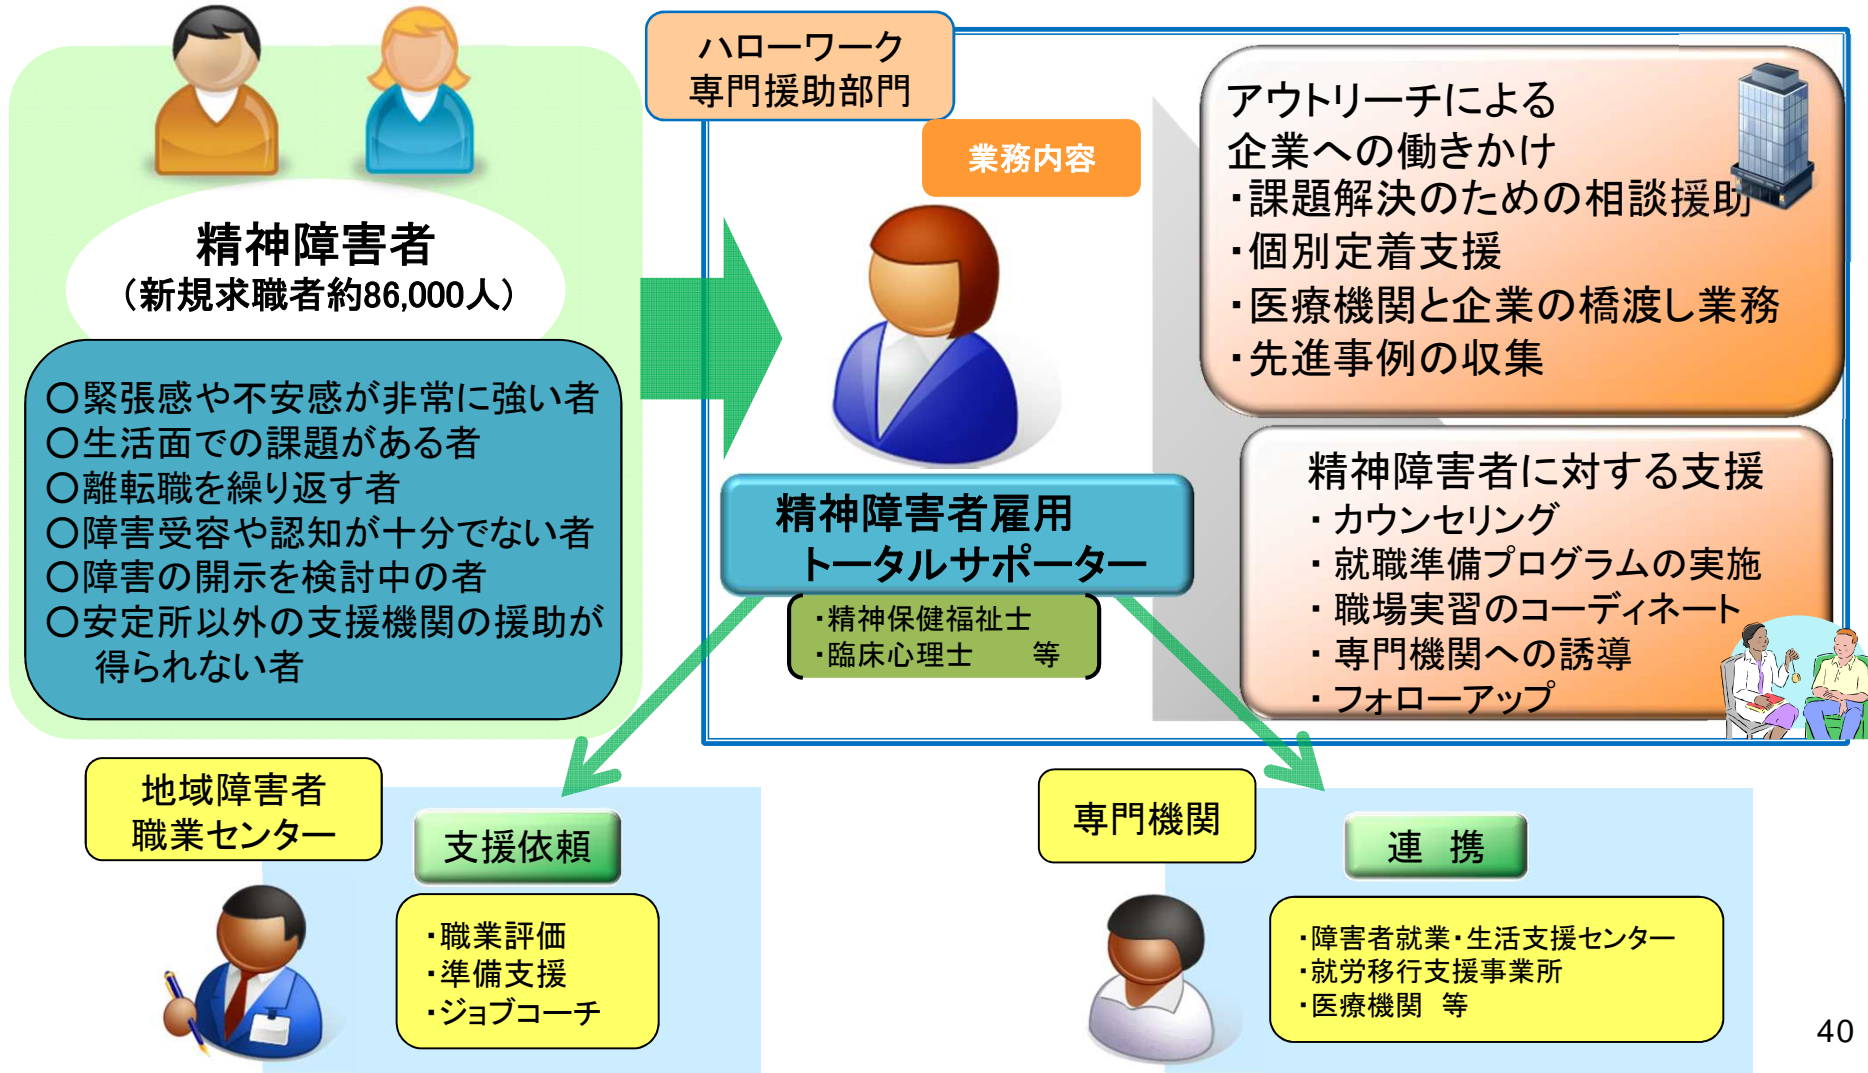 精神障害者
（新規求職者約86,000人）
○緊張感や不安感が非常に強い者
○生活面での課題がある者
○離転職を繰り返す者
○障害受容や認知が十分でない者
○障害の開示を検討中の者
○安定所以外の支援機関の援助が
得られない者
ハローワーク
専門援助部門
業務内容
精神障害者雇用
トータルサポーター
・精神保健福祉士
・臨床心理士　等
アウトリーチによる
企業への働きかけ
・課題解決のための相談援助
・個別定着支援
・医療機関と企業の橋渡し業務
・先進事例の収集
精神障害者に対する支援
・カウンセリング
・就職準備プログラムの実施
・職場実習のコーディネート
・専門機関への誘導
・フォローアップ
地域障害者
職業センター
支援依頼
・職業評価
・準備支援
・ジョブコーチ
専門機関
連 携
・障害者就業・生活支援センター
・就労移行支援事業所
・医療機関 等
40